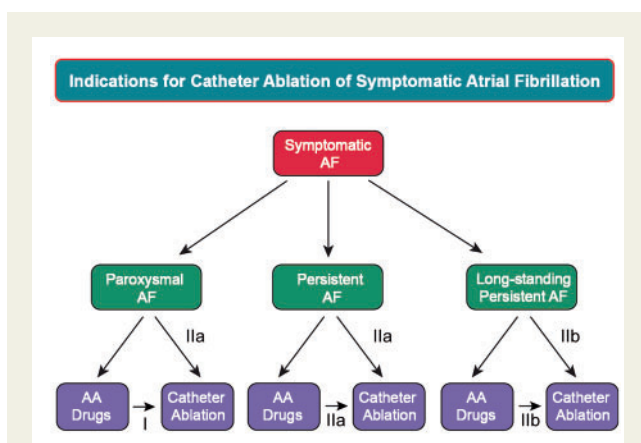 Indications for Catheter Ablation of Symptomatic Atrial Fibrillation
Symptomatic
AF
Paroxysmal
AF
Persistent
AF
Long-standing
Persistent AF
IIa
IIa
IIb
AA
Drugs
I
Catheter
Ablation
AA
Drugs
IIa
Catheter
Ablation
AA
Drugs
IIb
Catheter
Ablation